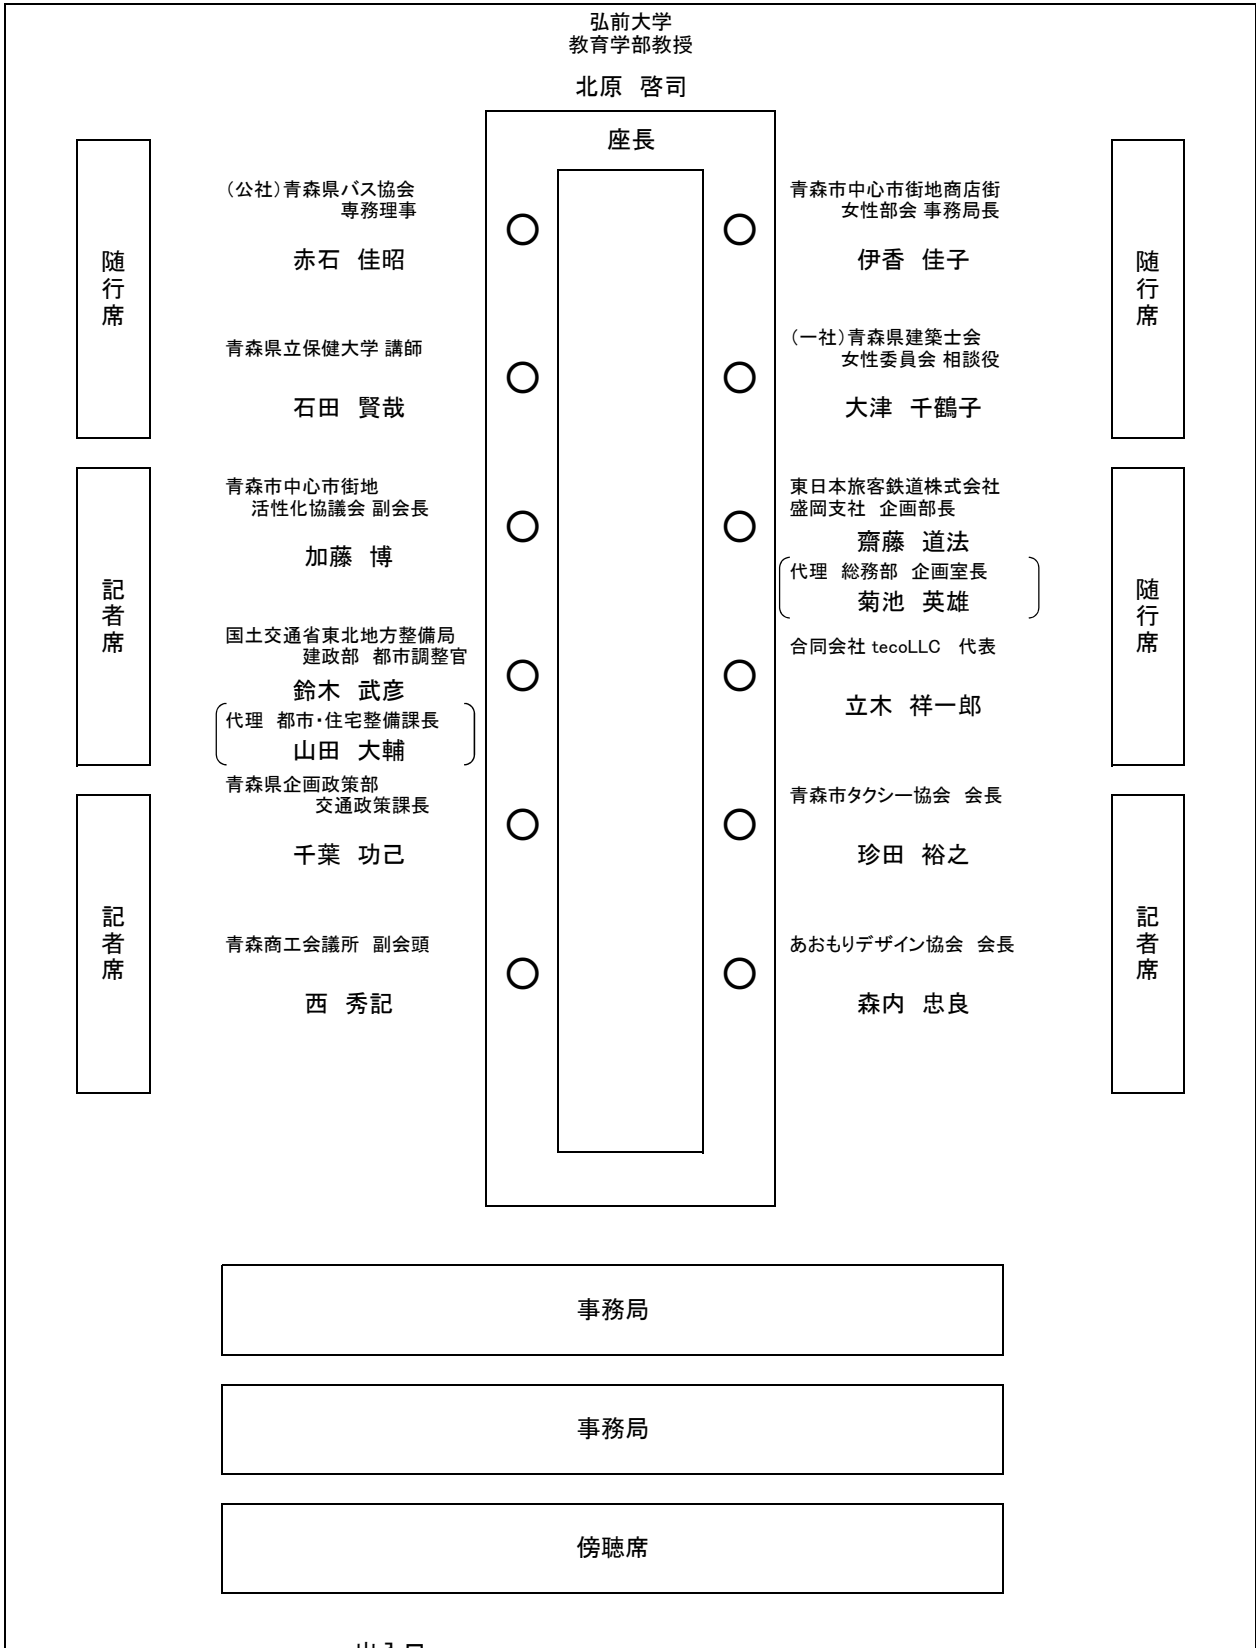 弘前大学
教育学部教授
北原　啓司
座長
随行席
（公社）青森県バス協会
専務理事
赤石　佳昭
青森県立保健大学 講師
石田　賢哉
記者席
青森市中心市街地
活性化協議会 副会長
加藤　博
国土交通省東北地方整備局
建政部　都市調整官
鈴木　武彦
代理　都市・住宅整備課長
山田　大輔
記者席
青森県企画政策部
交通政策課長
千葉　功己
青森商工会議所　副会頭
西　秀記
青森市中心市街地商店街
女性部会 事務局長
伊香　佳子
（一社）青森県建築士会
女性委員会 相談役
大津　千鶴子
随行席
東日本旅客鉄道株式会社
盛岡支社　企画部長
齋藤　道法
代理　総務部　企画室長
菊池　英雄
合同会社 tecoLLC　代表
立木　祥一郎
随行席
青森市タクシー協会　会長
珍田　裕之
あおもりデザイン協会　会長
森内　忠良
記者席
事務局
事務局
傍聴席
出入口